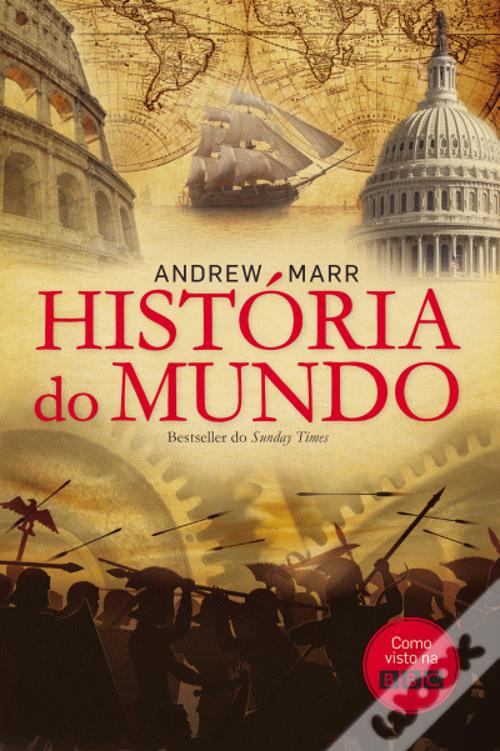 ANDREW MARR
HISTÓRIA
do MUNDO
Bestseller do Sunday Times
Como
visto na
BBC